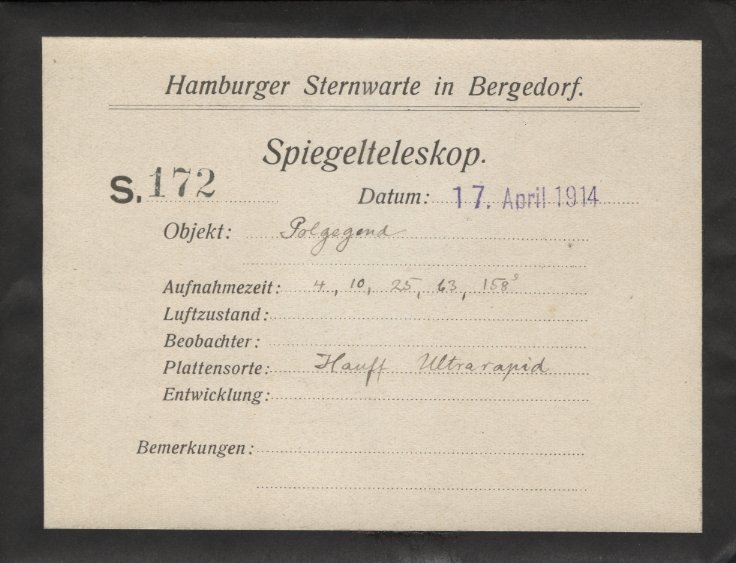 Hamburger Sternwarte in Bergedorf.
Spiegelteleskop.
S. 172
Datum: 17. April 1914
Objekt: Polgegend
Aufnahmezeit: 4, 10, 25, 63, 158ˢ
Luftzustand:
Beobachter:
Plattensorte: Hauff Ultrarapid
Entwicklung:
Bemerkungen: